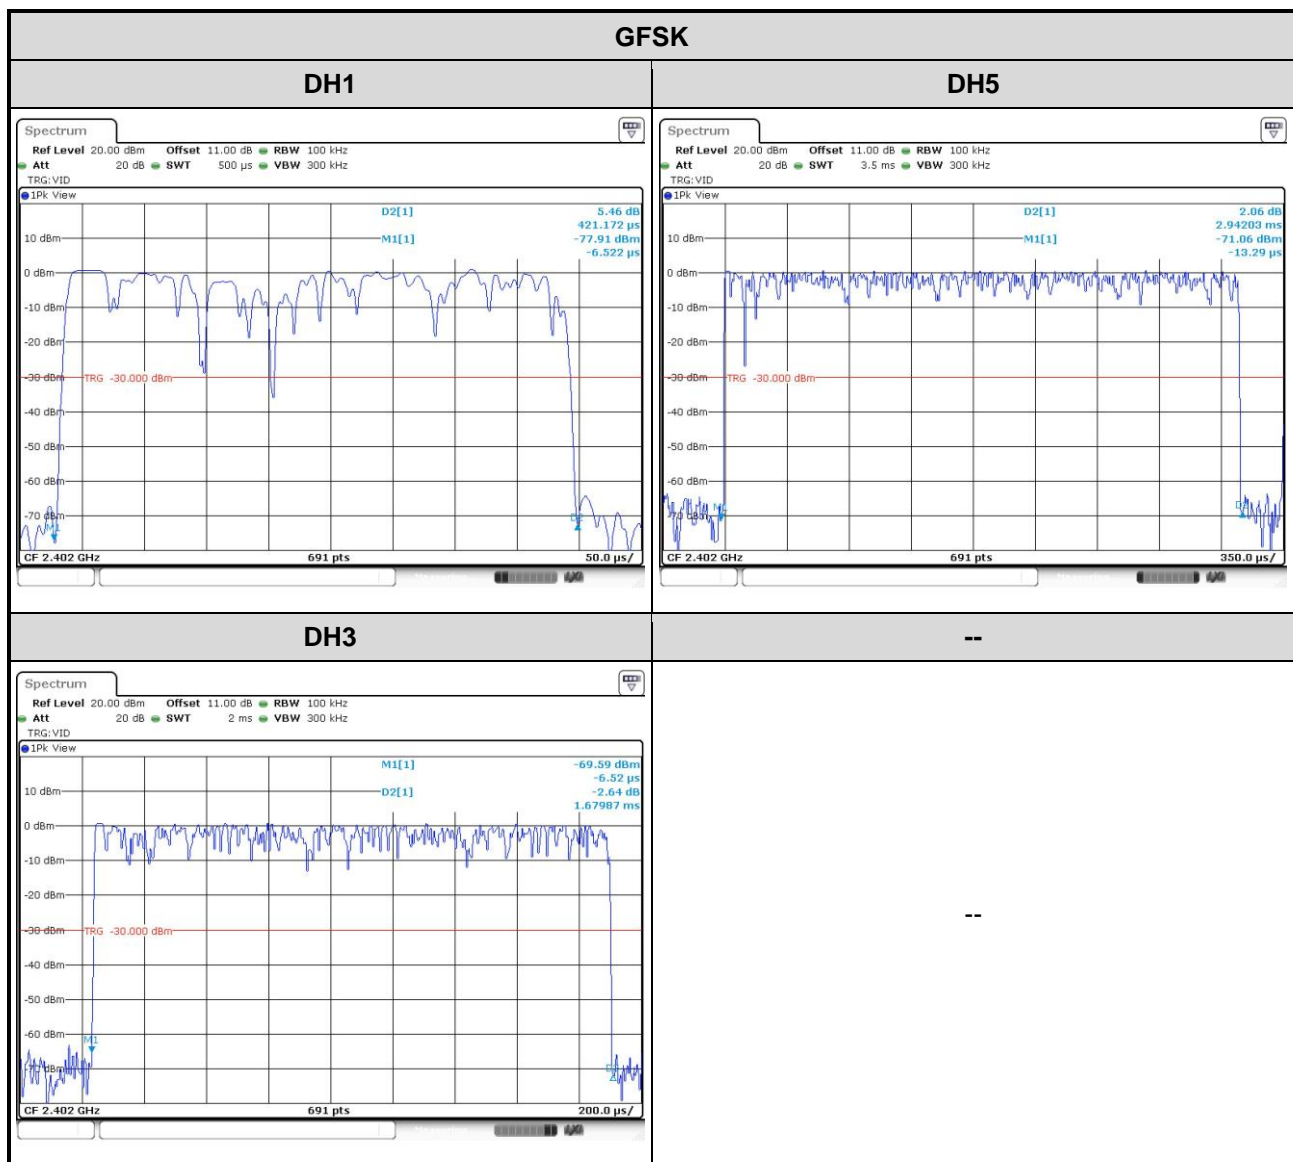 GFSK
DH1
DH5
Spectrum
Ref Level 20.00 dBm Offset 11.00 dB RBW 100 kHz
Att 20 dB SWT 500 µs VBW 300 kHz
TRG:VID
1Pk View
D2[1] 5.46 dB
421.172 µs
M1[1] -77.91 dBm
-6.522 µs
10 dBm
0 dBm
-10 dBm
-20 dBm
-30 dBm
TRG -30.000 dBm
-40 dBm
-50 dBm
-60 dBm
-70 dBm
M1
D2
CF 2.402 GHz 691 pts 50.0 µs/
Spectrum
Ref Level 20.00 dBm Offset 11.00 dB RBW 100 kHz
Att 20 dB SWT 3.5 ms VBW 300 kHz
TRG:VID
1Pk View
D2[1] 2.06 dB
2.94203 ms
M1[1] -71.06 dBm
-13.29 µs
10 dBm
0 dBm
-10 dBm
-20 dBm
-30 dBm
TRG -30.000 dBm
-40 dBm
-50 dBm
-60 dBm
-70 dBm
CF 2.402 GHz 691 pts 350.0 µs/
DH3
--
Spectrum
Ref Level 20.00 dBm Offset 11.00 dB RBW 100 kHz
Att 20 dB SWT 2 ms VBW 300 kHz
TRG:VID
1Pk View
M1[1] -69.59 dBm
-6.52 µs
D2[1] -2.64 dB
1.67987 ms
10 dBm
0 dBm
-10 dBm
-20 dBm
-30 dBm
TRG -30.000 dBm
-40 dBm
-50 dBm
-60 dBm
M1
-70 dBm
CF 2.402 GHz 691 pts 200.0 µs/
--